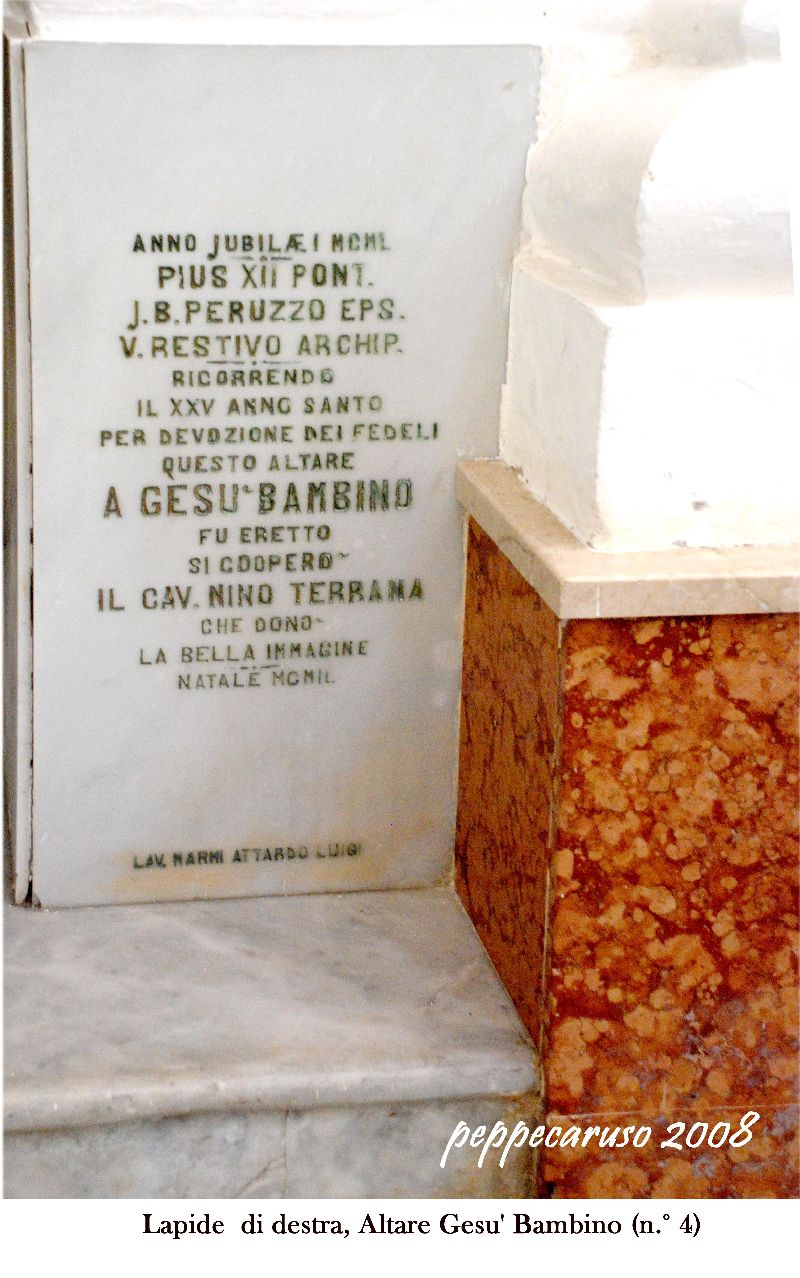 ANNO JUBILÆI MCML
PIUS XII PONT.
J.B. PERUZZO EPS.
V. RESTIVO ARCHIP.
RICORRENDO
IL XXV ANNO SANTO
PER DEVOZIONE DEI FEDELI
QUESTO ALTARE
A GESU' BAMBINO
FU ERETTO
SI COOPERO'
IL CAV. NINO TERRANA
CHE DONO'
LA BELLA IMMAGINE
NATALE MCMIL
LAV. MARMI ATTARDO LUIGI
peppecaruso 2008
Lapide di destra, Altare Gesu' Bambino (n.° 4)